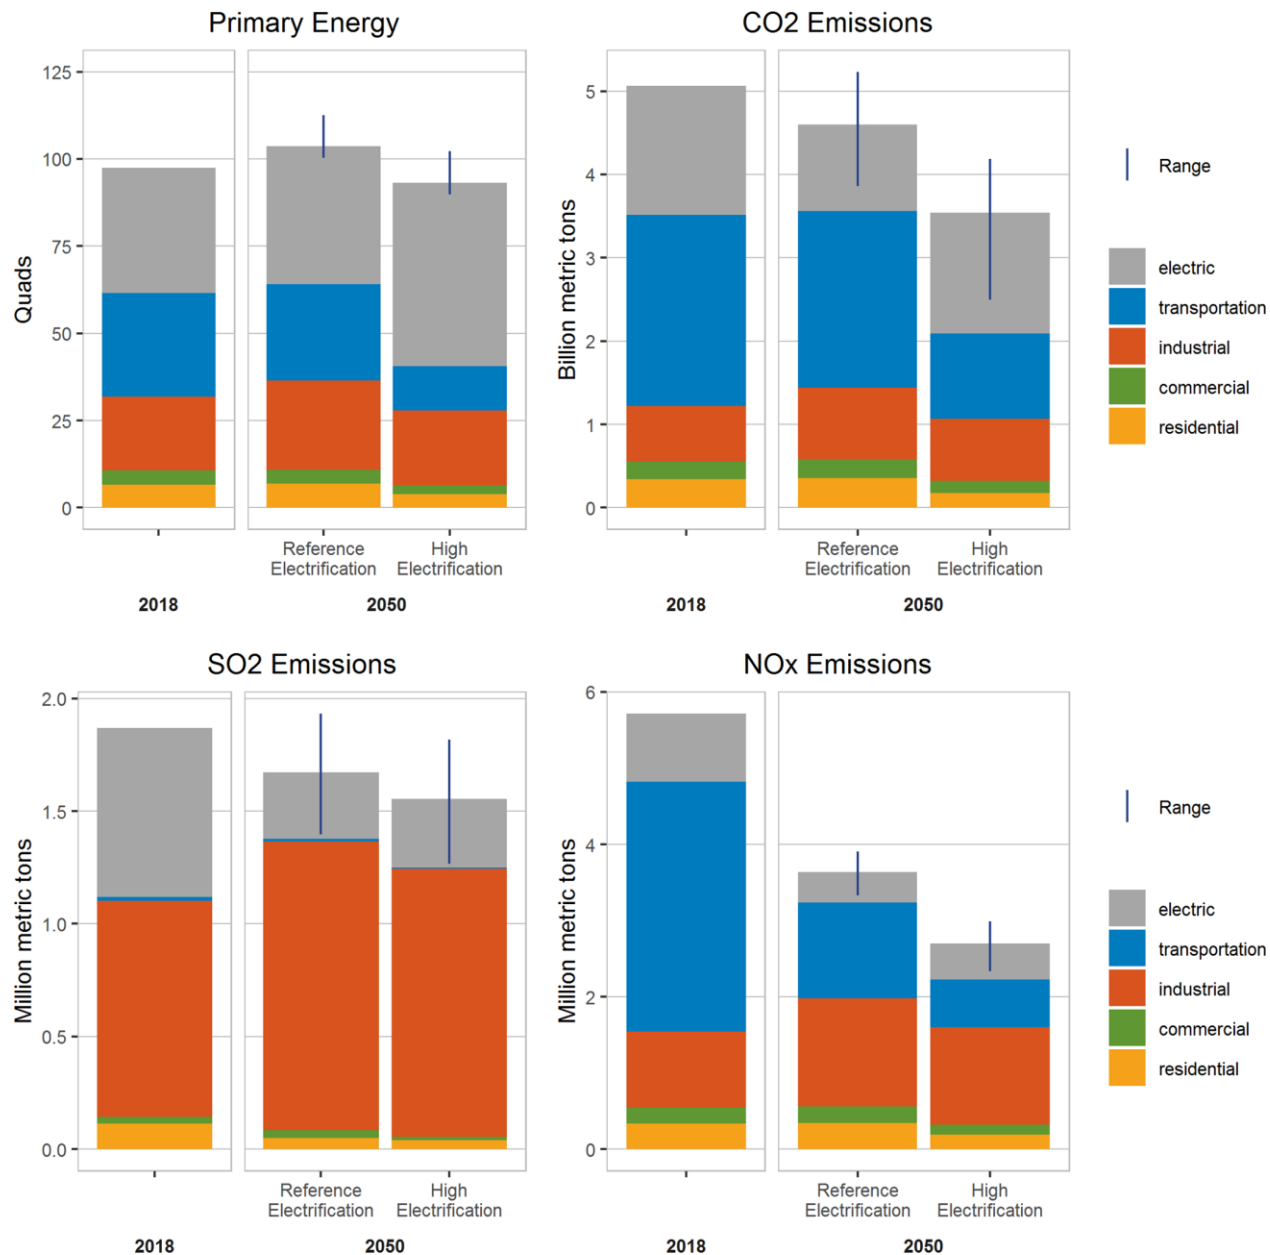 Primary Energy
Quads
125
100
75
50
25
0
Reference
Electrification
High
Electrification
2018
2050
CO2 Emissions
Billion metric tons
5
4
3
2
1
0
Reference
Electrification
High
Electrification
2018
2050
Range
electric
transportation
industrial
commercial
residential
SO2 Emissions
Million metric tons
2.0
1.5
1.0
0.5
0.0
Reference
Electrification
High
Electrification
2018
2050
NOx Emissions
Million metric tons
6
4
2
0
Reference
Electrification
High
Electrification
2018
2050
Range
electric
transportation
industrial
commercial
residential